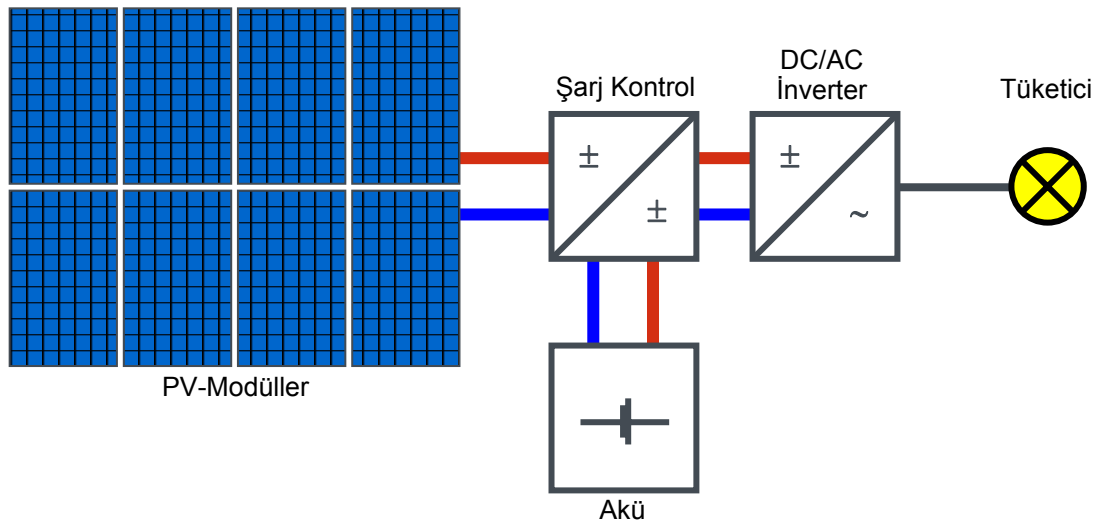 Şarj Kontrol
DC/AC
İnverter
Tüketici
±
±
±
~
PV-Modüller
Akü